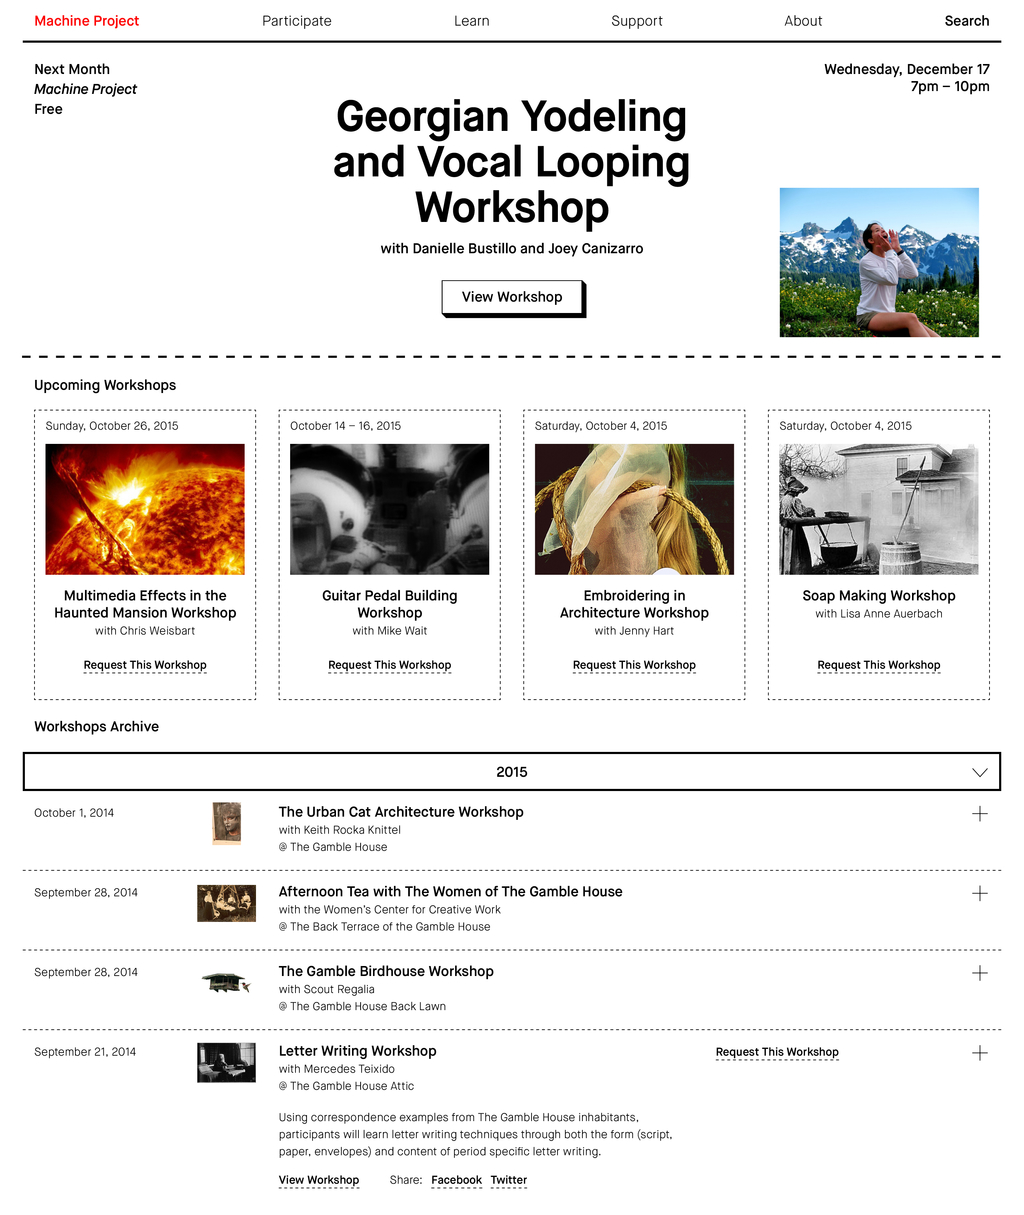 Machine Project
Participate
Learn
Support
About
Search
Next Month
Machine Project
Free
Wednesday, December 17
7pm – 10pm
Georgian Yodeling
and Vocal Looping
Workshop
with Danielle Bustillo and Joey Canizarro
View Workshop
Upcoming Workshops
Sunday, October 26, 2015
Multimedia Effects in the
Haunted Mansion Workshop
with Chris Weisbart
Request This Workshop
October 14 – 16, 2015
Guitar Pedal Building
Workshop
with Mike Wait
Request This Workshop
Saturday, October 4, 2015
Embroidering in
Architecture Workshop
with Jenny Hart
Request This Workshop
Saturday, October 4, 2015
Soap Making Workshop
with Lisa Anne Auerbach
Request This Workshop
Workshops Archive
2015
October 1, 2014
The Urban Cat Architecture Workshop
with Keith Rocka Knittel
@ The Gamble House
September 28, 2014
Afternoon Tea with The Women of The Gamble House
with the Women's Center for Creative Work
@ The Back Terrace of the Gamble House
September 28, 2014
The Gamble Birdhouse Workshop
with Scout Regalia
@ The Gamble House Back Lawn
September 21, 2014
Letter Writing Workshop
Request This Workshop
with Mercedes Teixido
@ The Gamble House Attic
Using correspondence examples from The Gamble House inhabitants,
participants will learn letter writing techniques through both the form (script,
paper, envelopes) and content of period specific letter writing.
View Workshop
Share: Facebook Twitter